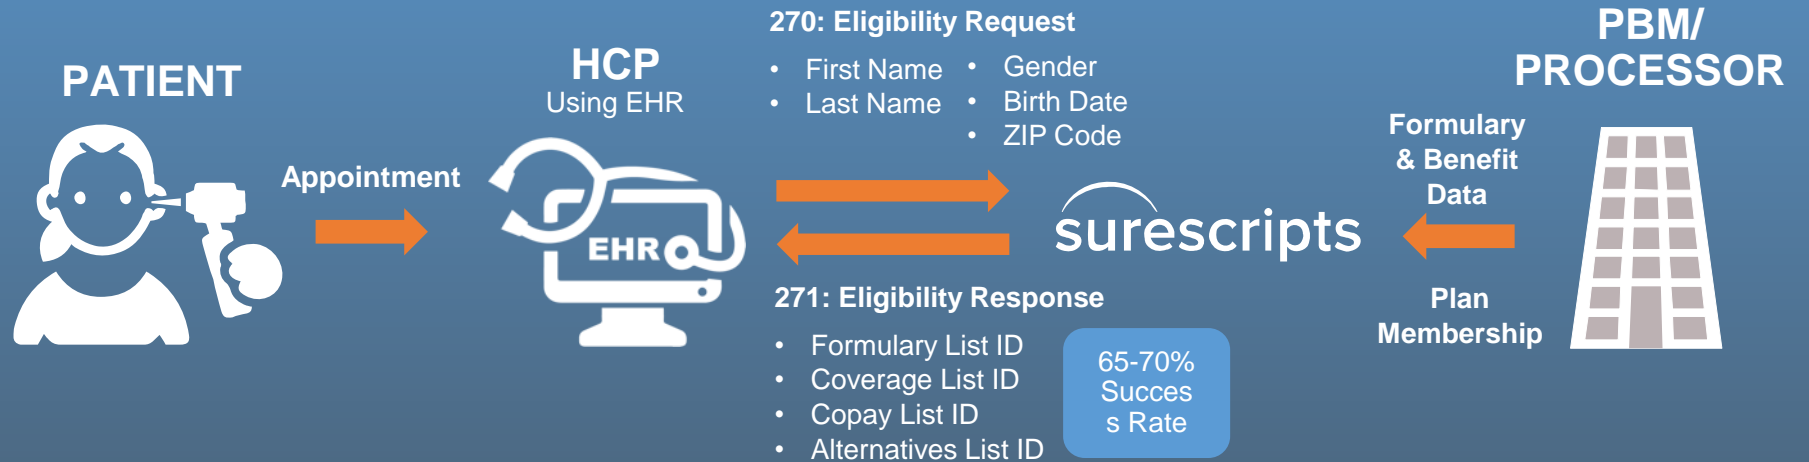 PATIENT
Appointment
HCP
Using EHR
EHR
270: Eligibility Request
• First Name
• Last Name
• Gender
• Birth Date
• ZIP Code
surescripts
271: Eligibility Response
• Formulary List ID
• Coverage List ID
• Copay List ID
• Alternatives List ID
65-70%
Succes
s Rate
PBM/
PROCESSOR
Formulary
& Benefit
Data
Plan
Membership